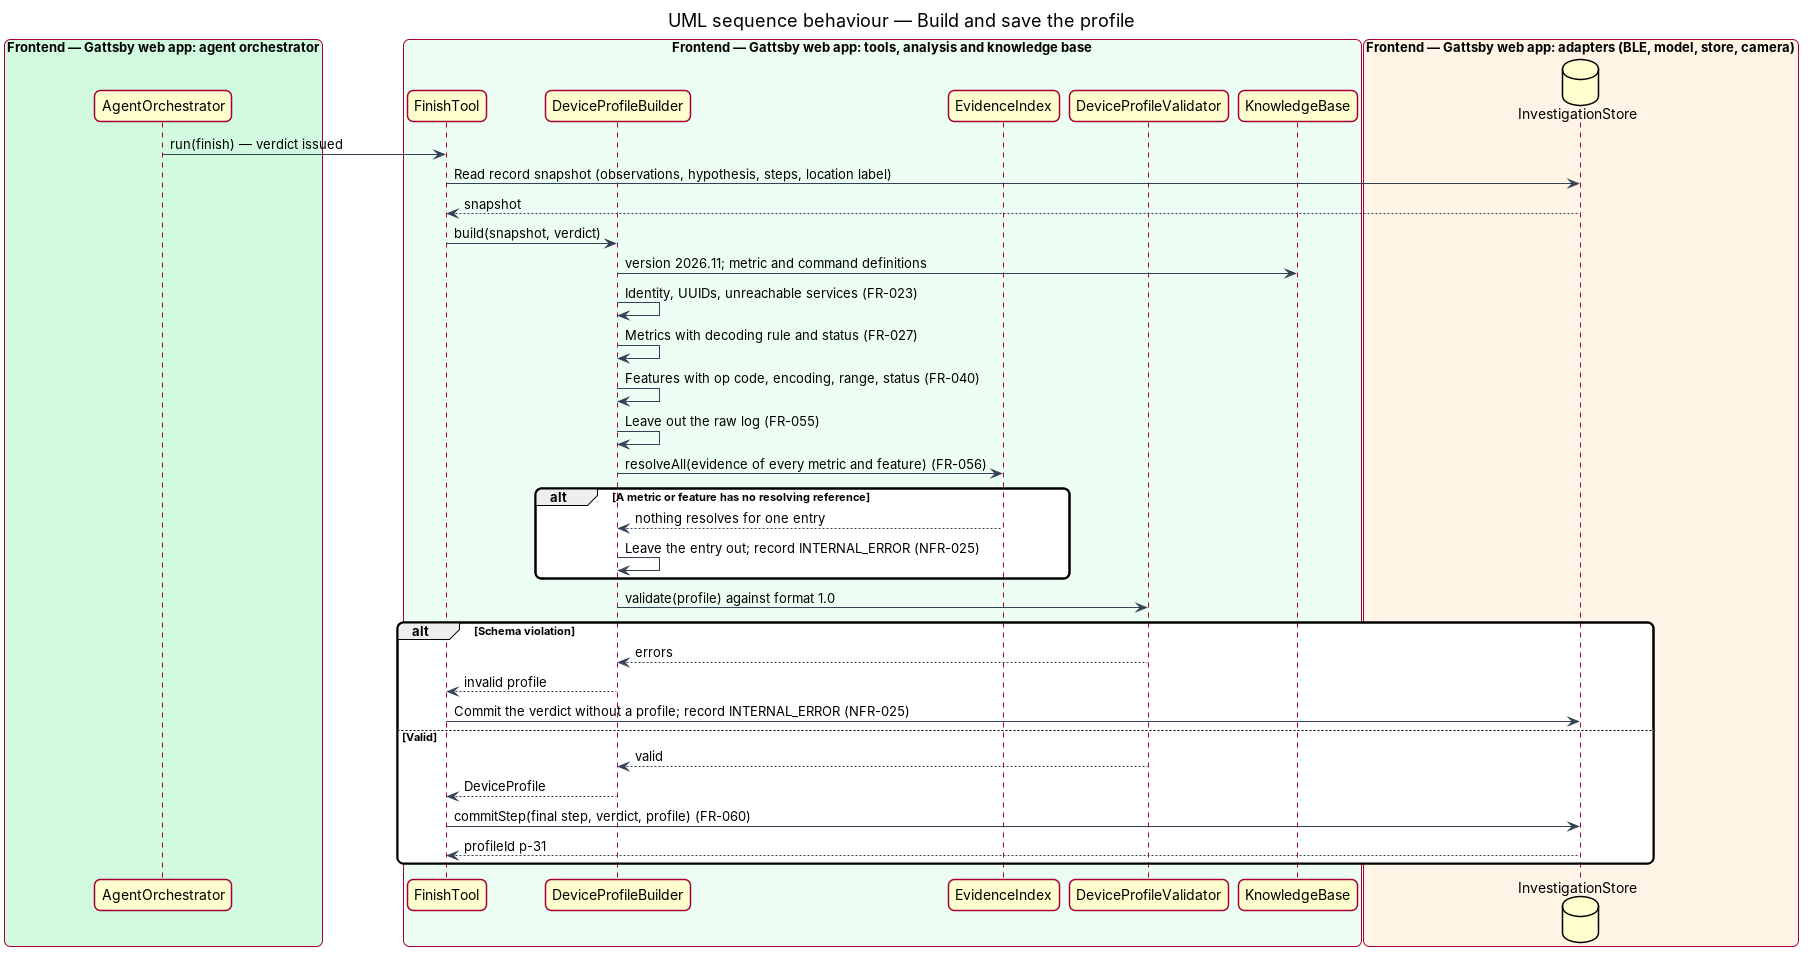 UML sequence behaviour — Build and save the profile
Frontend — Gattsby web app: agent orchestrator
Frontend — Gattsby web app: tools, analysis and knowledge base
Frontend — Gattsby web app: adapters (BLE, model, store, camera)
AgentOrchestrator
FinishTool
DeviceProfileBuilder
EvidenceIndex
DeviceProfileValidator
KnowledgeBase
InvestigationStore
run(finish) — verdict issued
Read record snapshot (observations, hypothesis, steps, location label)
snapshot
build(snapshot, verdict)
version 2026.11; metric and command definitions
Identity, UUIDs, unreachable services (FR-023)
Metrics with decoding rule and status (FR-027)
Features with op code, encoding, range, status (FR-040)
Leave out the raw log (FR-055)
resolveAll(evidence of every metric and feature) (FR-056)
alt
[A metric or feature has no resolving reference]
nothing resolves for one entry
Leave the entry out; record INTERNAL_ERROR (NFR-025)
validate(profile) against format 1.0
alt
[Schema violation]
errors
invalid profile
Commit the verdict without a profile; record INTERNAL_ERROR (NFR-025)
[Valid]
valid
DeviceProfile
commitStep(final step, verdict, profile) (FR-060)
profileId p-31
AgentOrchestrator
FinishTool
DeviceProfileBuilder
EvidenceIndex
DeviceProfileValidator
KnowledgeBase
InvestigationStore